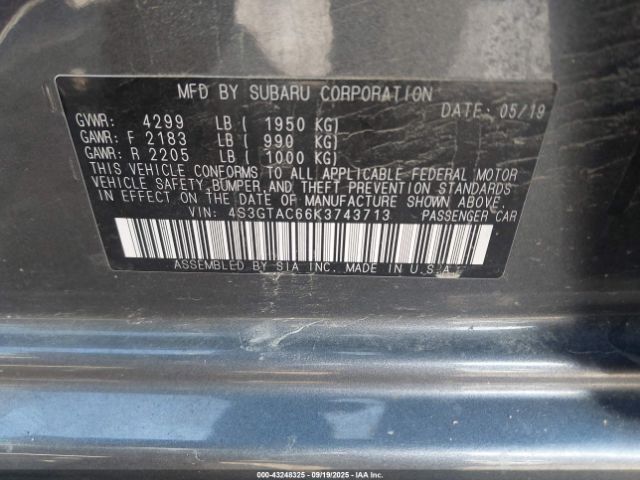 MFD BY SUBARU CORPORATION
DATE: 05/19
GVWR: 4299 LB ( 1950 KG)
GAWR: F 2183 LB ( 990 KG)
GAWR: R 2205 LB ( 1000 KG)
THIS VEHICLE CONFORMS TO ALL APPLICABLE FEDERAL MOTOR
VEHICLE SAFETY, BUMPER, AND THEFT PREVENTION STANDARDS
IN EFFECT ON THE DATE OF MANUFACTURE SHOWN ABOVE.
VIN: 4S3GTAC66K3743713 PASSENGER CAR
ASSEMBLED BY SIA INC. MADE IN U.S.A.
000-43248325 - 09/19/2025 - IAA Inc.